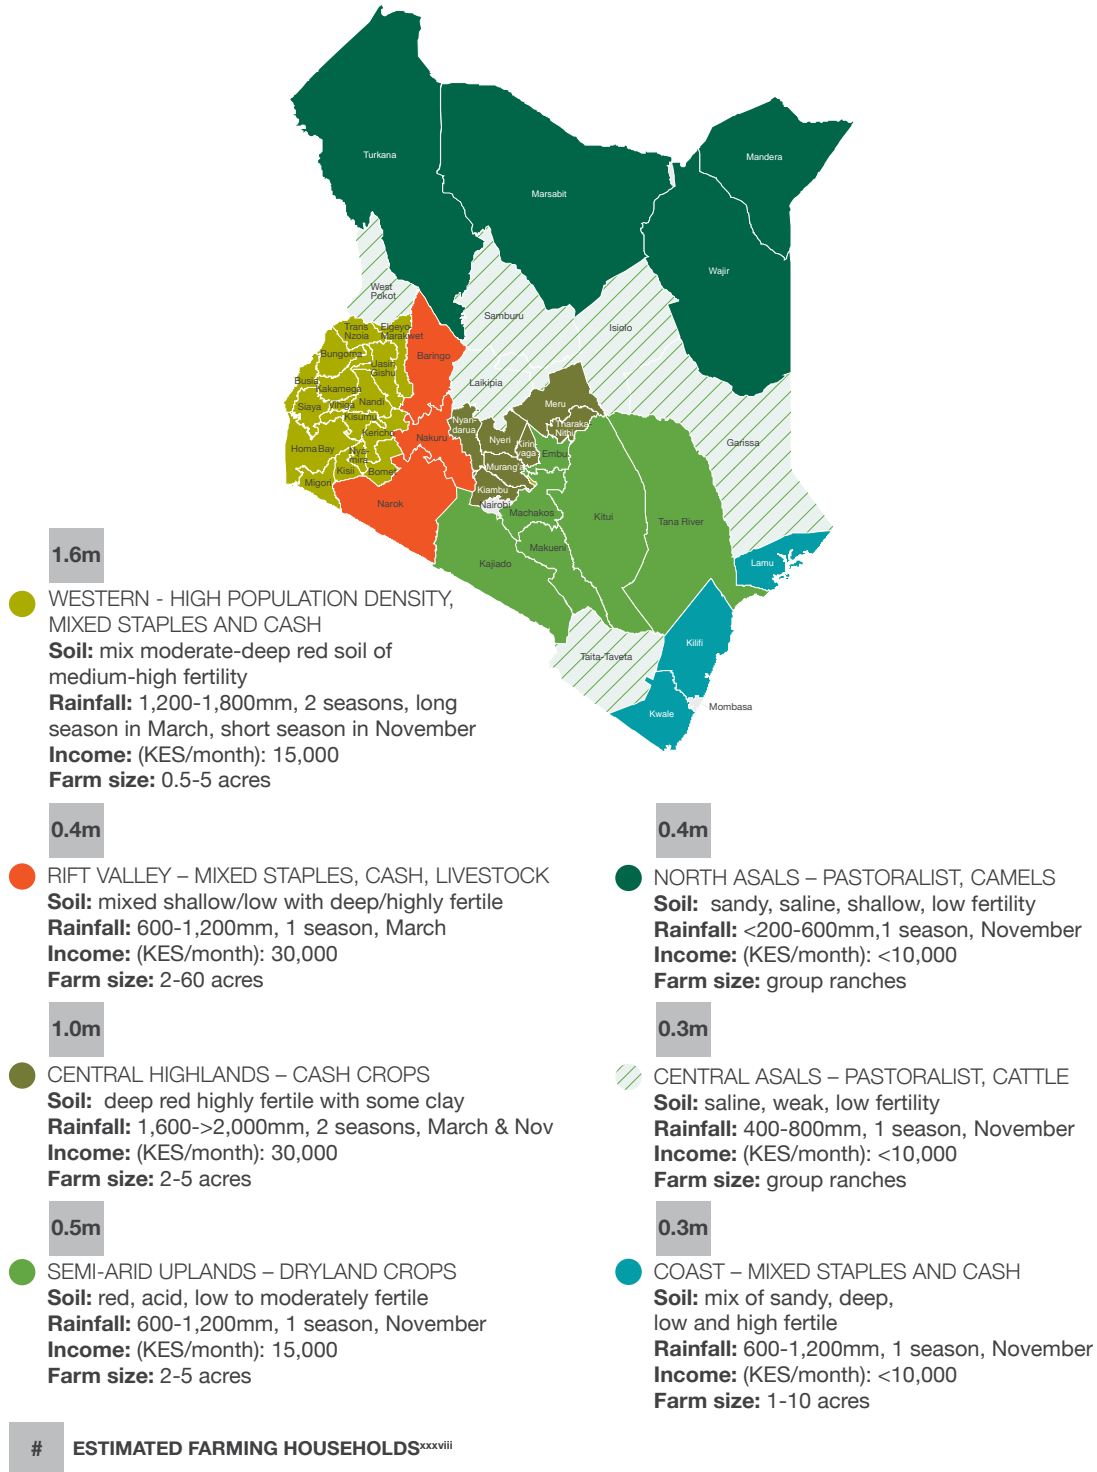 Turkana
Mandera
Marsabit
Wajir
West
Pokot
Samburu
Isiolo
Trans
Nzoia
Elgeyo-
Marakwet
Bungoma
Baringo
Uasin
Gishu
Busia
Kakamega
Laikipia
Siaya
Vihiga
Nandi
Meru
Kisumu
Nyan-
darua
Tharaka-
Nithi
Kericho
Nakuru
Nyeri
Kirin-
yaga
Garissa
Homa Bay
Nya-
mira
Embu
Murang'a
Kisii
Bomet
Migori
Kiambu
Narok
Nairobi
Machakos
Kitui
Tana River
Makueni
Kajiado
Lamu
Kilifi
Taita-Taveta
Kwale
Mombasa
1.6m
WESTERN - HIGH POPULATION DENSITY,
MIXED STAPLES AND CASH
Soil: mix moderate-deep red soil of
medium-high fertility
Rainfall: 1,200-1,800mm, 2 seasons, long
season in March, short season in November
Income: (KES/month): 15,000
Farm size: 0.5-5 acres
0.4m
RIFT VALLEY – MIXED STAPLES, CASH, LIVESTOCK
Soil: mixed shallow/low with deep/highly fertile
Rainfall: 600-1,200mm, 1 season, March
Income: (KES/month): 30,000
Farm size: 2-60 acres
1.0m
CENTRAL HIGHLANDS – CASH CROPS
Soil: deep red highly fertile with some clay
Rainfall: 1,600->2,000mm, 2 seasons, March & Nov
Income: (KES/month): 30,000
Farm size: 2-5 acres
0.5m
SEMI-ARID UPLANDS – DRYLAND CROPS
Soil: red, acid, low to moderately fertile
Rainfall: 600-1,200mm, 1 season, November
Income: (KES/month): 15,000
Farm size: 2-5 acres
0.4m
NORTH ASALS – PASTORALIST, CAMELS
Soil: sandy, saline, shallow, low fertility
Rainfall: <200-600mm,1 season, November
Income: (KES/month): <10,000
Farm size: group ranches
0.3m
CENTRAL ASALS – PASTORALIST, CATTLE
Soil: saline, weak, low fertility
Rainfall: 400-800mm, 1 season, November
Income: (KES/month): <10,000
Farm size: group ranches
0.3m
COAST – MIXED STAPLES AND CASH
Soil: mix of sandy, deep,
low and high fertile
Rainfall: 600-1,200mm, 1 season, November
Income: (KES/month): <10,000
Farm size: 1-10 acres
# ESTIMATED FARMING HOUSEHOLDSxxxviii